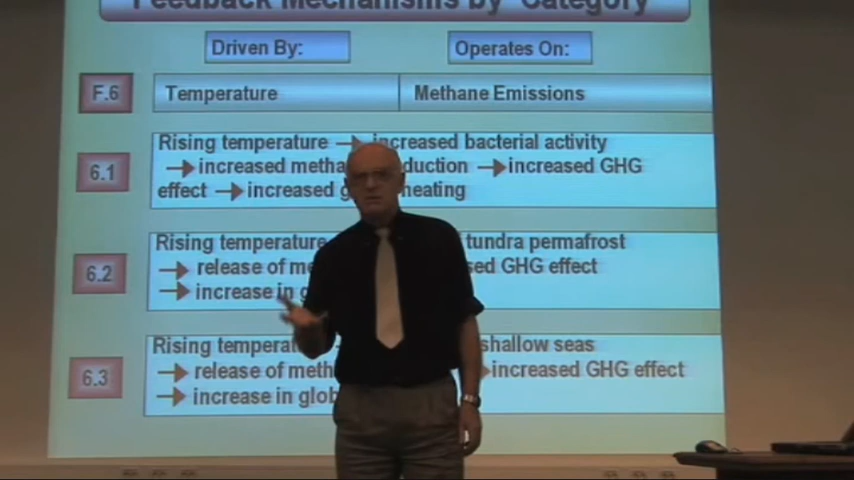 Feedback Mechanisms by Category
Driven By: Operates On:
F.6 Temperature Methane Emissions
Rising temperature → increased bacterial activity
6.1 → increased metha oduction → increased GHG
effect → increased g heating
Rising temperature tundra permafrost
6.2 → release of me sed GHG effect
→ increase in g
Rising temperat shallow seas
6.3 → release of meth → increased GHG effect
→ increase in glob